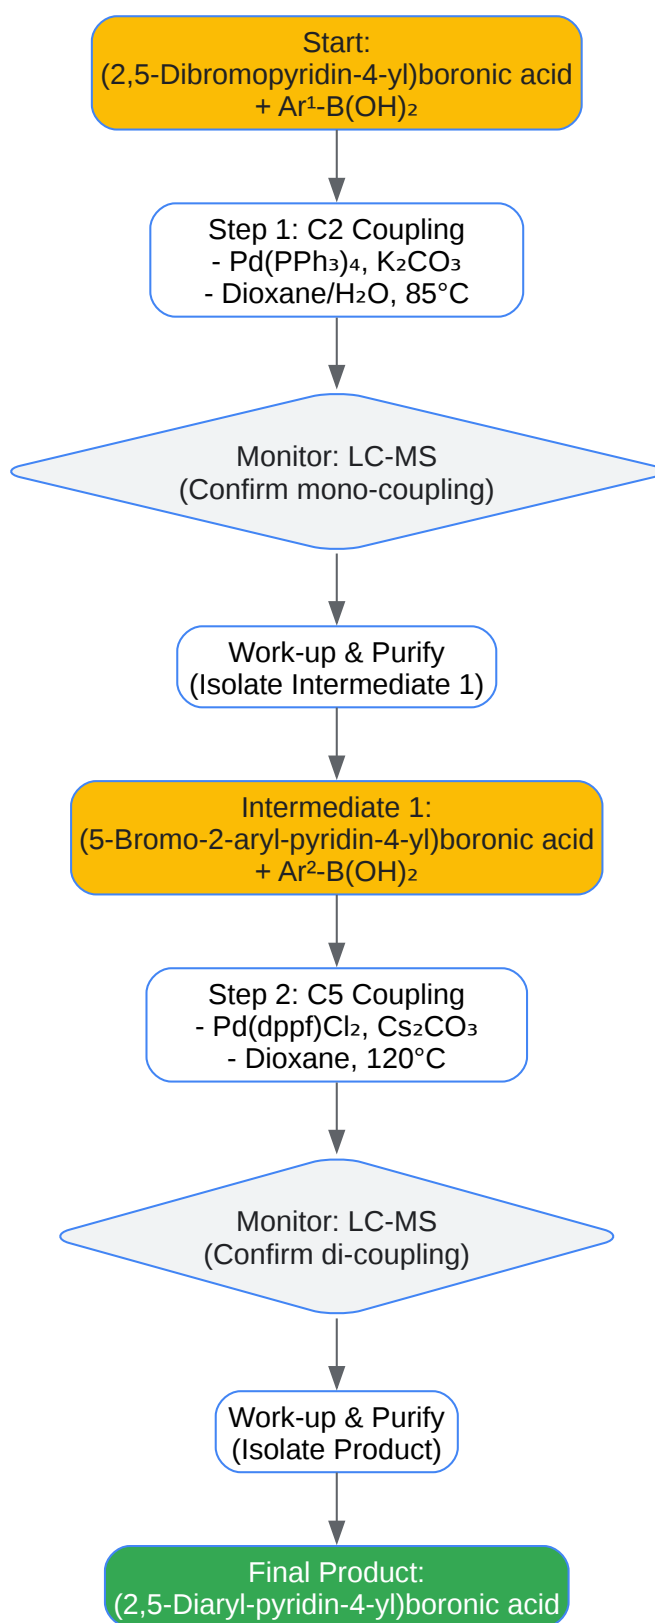 Start:
(2,5-Dibromopyridin-4-yl)boronic acid
+ Ar¹-B(OH)₂
Step 1: C2 Coupling
- Pd(PPh₃)₄, K₂CO₃
- Dioxane/H₂O, 85°C
Monitor: LC-MS
(Confirm mono-coupling)
Work-up & Purify
(Isolate Intermediate 1)
Intermediate 1:
(5-Bromo-2-aryl-pyridin-4-yl)boronic acid
+ Ar²-B(OH)₂
Step 2: C5 Coupling
- Pd(dppf)Cl₂, Cs₂CO₃
- Dioxane, 120°C
Monitor: LC-MS
(Confirm di-coupling)
Work-up & Purify
(Isolate Product)
Final Product:
(2,5-Diaryl-pyridin-4-yl)boronic acid